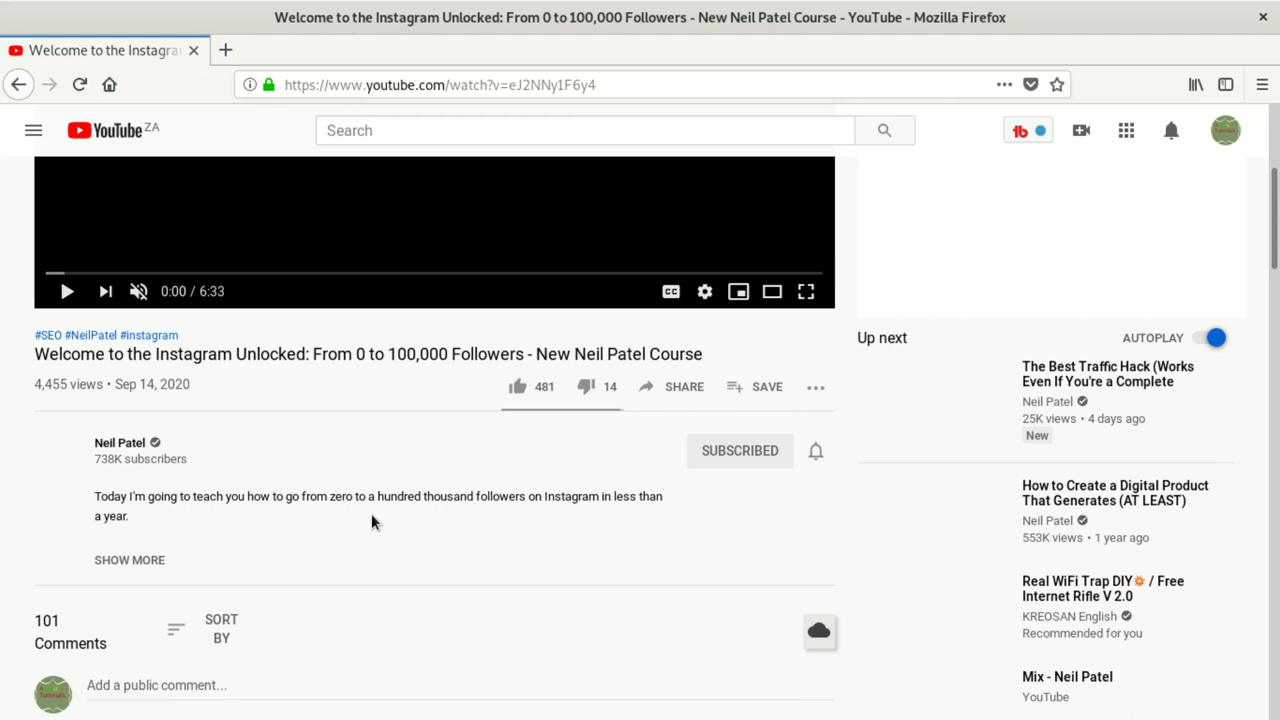 Welcome to the Instagram Unlocked: From 0 to 100,000 Followers - New Neil Patel Course - YouTube - Mozilla Firefox
Welcome to the Instagra
https://www.youtube.com/watch?v=eJ2NNy1F6y4
YouTube ZA
Search
0:00 / 6:33
CC
#SEO #NeilPatel #instagram
Welcome to the Instagram Unlocked: From 0 to 100,000 Followers - New Neil Patel Course
4,455 views • Sep 14, 2020
481
14
SHARE
SAVE
Neil Patel
738K subscribers
SUBSCRIBED
Today I'm going to teach you how to go from zero to a hundred thousand followers on Instagram in less than
a year.
SHOW MORE
101
Comments
SORT
BY
Add a public comment...
Up next
AUTOPLAY
The Best Traffic Hack (Works
Even If You're a Complete
Neil Patel
25K views • 4 days ago
New
How to Create a Digital Product
That Generates (AT LEAST)
Neil Patel
553K views • 1 year ago
Real WiFi Trap DIY💥 / Free
Internet Rifle V 2.0
KREOSAN English
Recommended for you
Mix - Neil Patel
YouTube